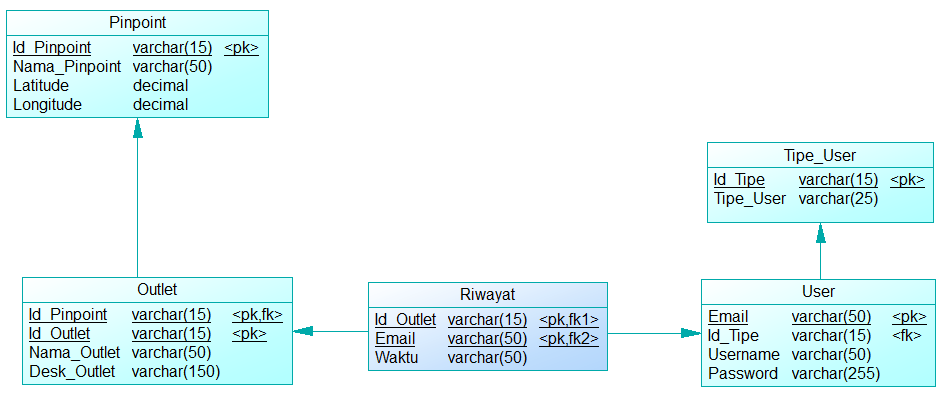 Pinpoint
Id_Pinpoint varchar(15) <pk>
Nama_Pinpoint varchar(50)
Latitude decimal
Longitude decimal
Tipe_User
Id_Tipe varchar(15) <pk>
Tipe_User varchar(25)
Outlet
Id_Pinpoint varchar(15) <pk,fk>
Id_Outlet varchar(15) <pk>
Nama_Outlet varchar(50)
Desk_Outlet varchar(150)
Riwayat
Id_Outlet varchar(15) <pk,fk1>
Email varchar(50) <pk,fk2>
Waktu varchar(50)
User
Email varchar(50) <pk>
Id_Tipe varchar(15) <fk>
Username varchar(50)
Password varchar(255)